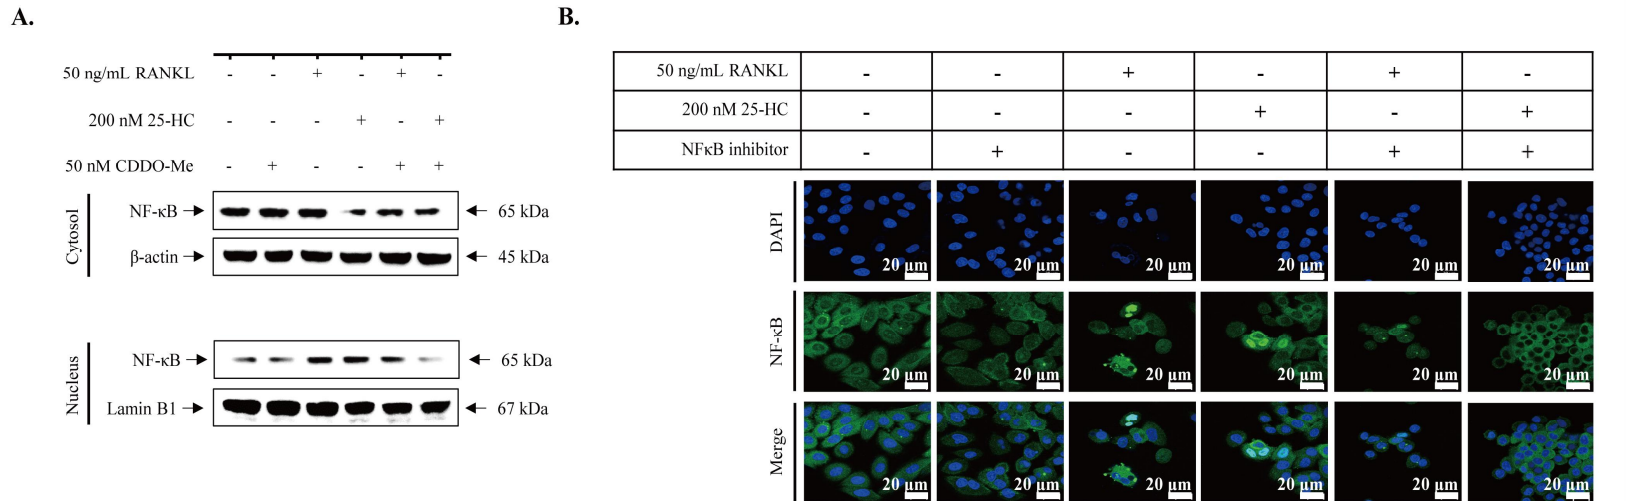 A.
50 ng/mL RANKL - - + - + -
200 nM 25-HC - - - + - +
50 nM CDDO-Me - + - - + +
Cytosol
NF-κB → ← 65 kDa
β-actin → ← 45 kDa
Nucleus
NF-κB → ← 65 kDa
Lamin B1 → ← 67 kDa
B.
50 ng/mL RANKL - - + - + -
200 nM 25-HC - - - + - +
NFκB inhibitor - + - - + +
DAPI
20 µm 20 µm 20 µm 20 µm 20 µm 20 µm
NF-κB
20 µm 20 µm 20 µm 20 µm 20 µm 20 µm
Merge
20 µm 20 µm 20 µm 20 µm 20 µm 20 µm